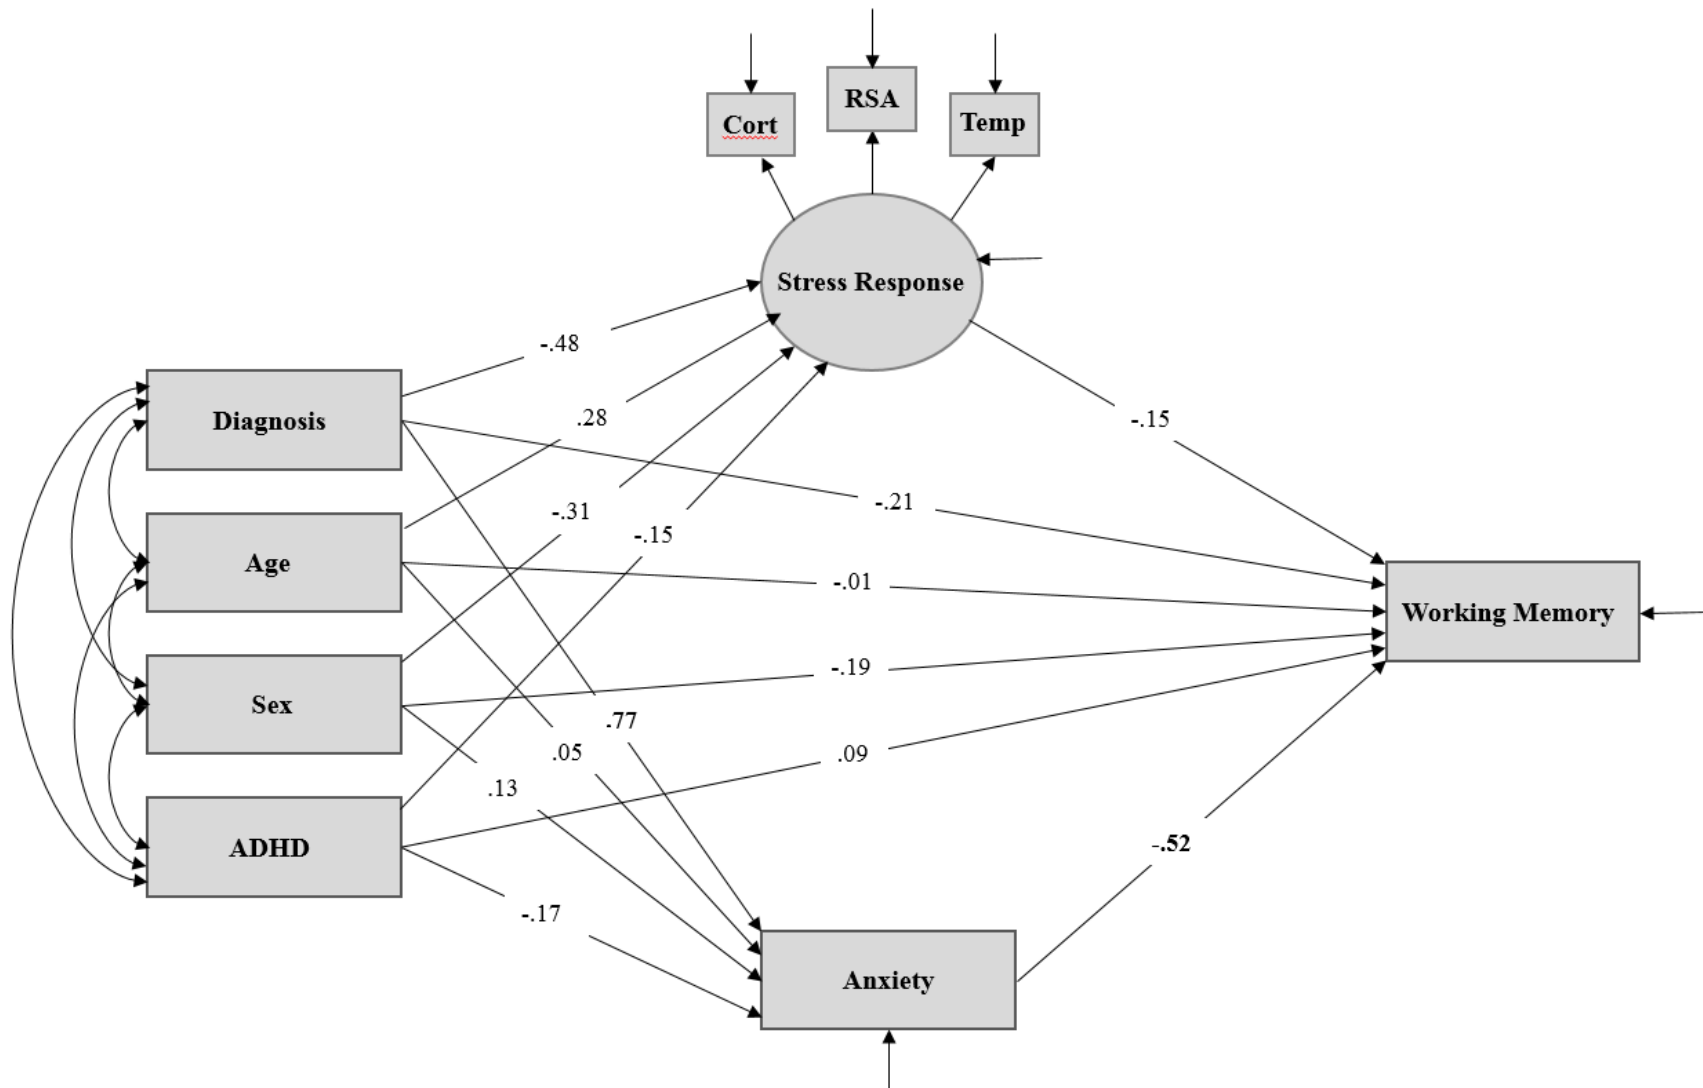 RSA
Cort
Temp
Stress Response
-.48
Diagnosis
.28
-.15
-.21
-.31
-.15
Age
-.01
Working Memory
-.19
Sex
.77
.05
.09
.13
ADHD
-.52
-.17
Anxiety